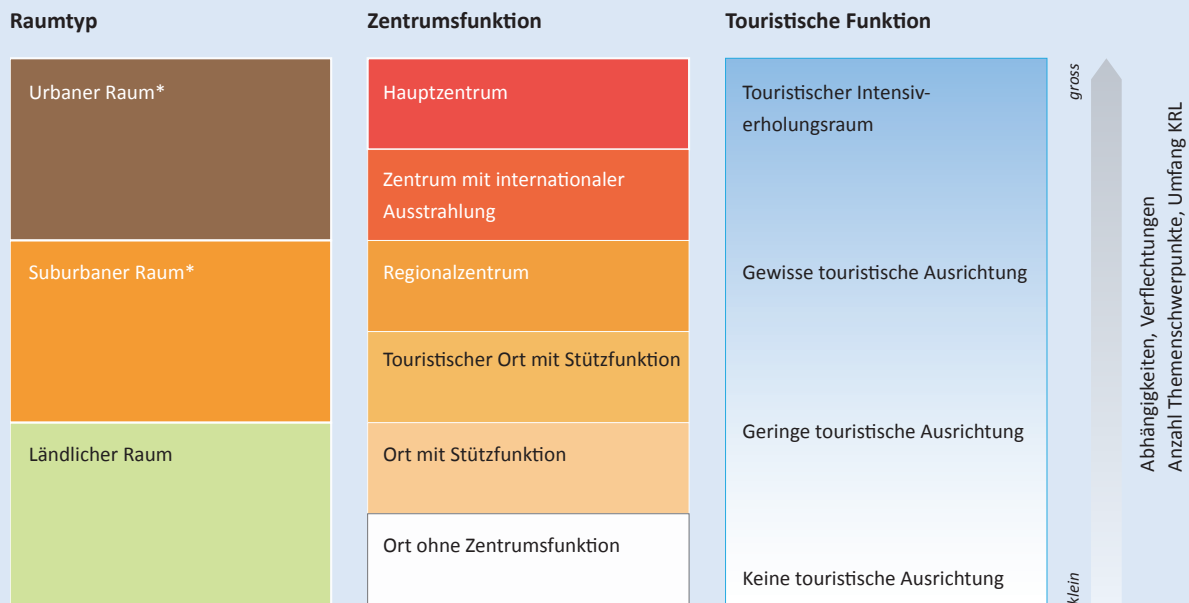 Raumtyp
Zentrumsfunktion
Touristische Funktion
Urbaner Raum*
Suburbaner Raum*
Ländlicher Raum
Hauptzentrum
Zentrum mit internationaler
Ausstrahlung
Regionalzentrum
Touristischer Ort mit Stützfunktion
Ort mit Stützfunktion
Ort ohne Zentrumsfunktion
Touristischer Intensiv-
erholungsraum
Gewisse touristische Ausrichtung
Geringe touristische Ausrichtung
Keine touristische Ausrichtung
gross
klein
Abhängigkeiten, Verflechtungen
Anzahl Themenschwerpunkte, Umfang KRL